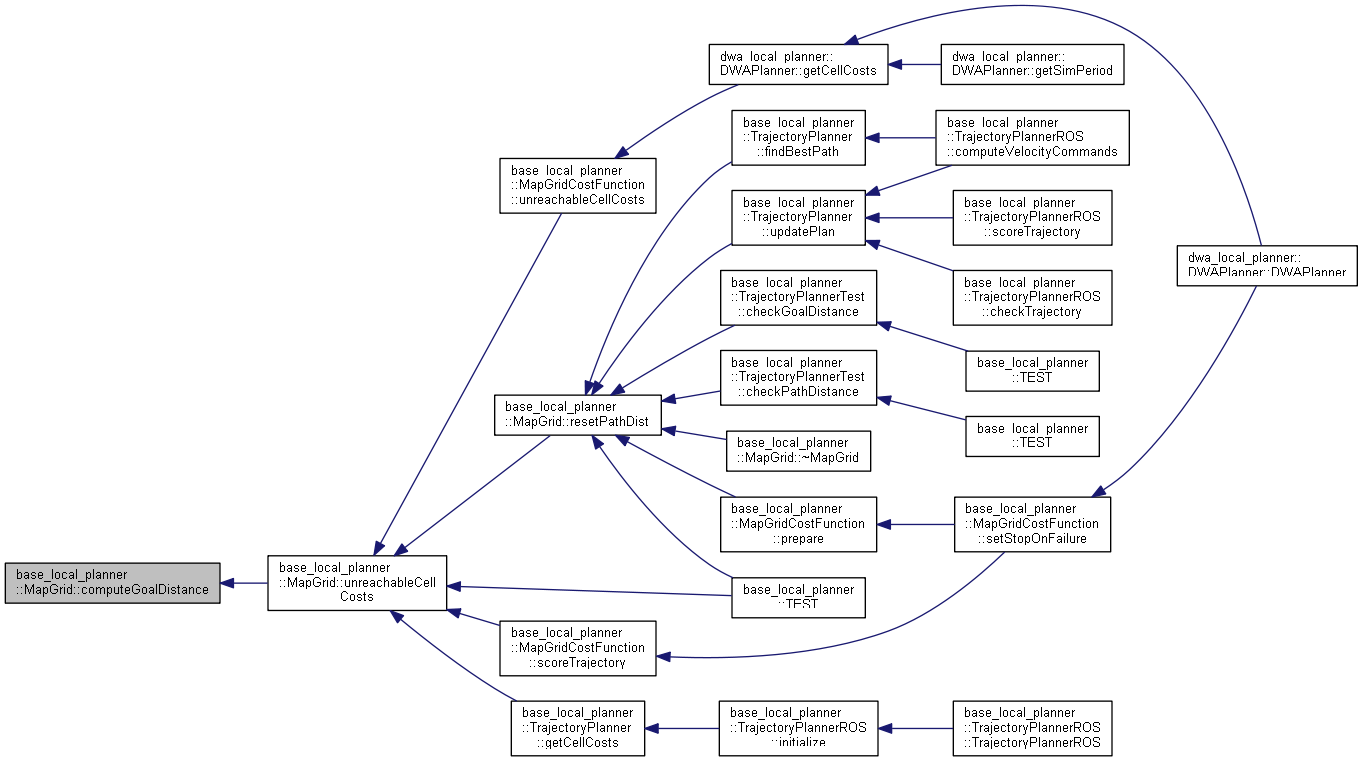 base_local_planner
::MapGrid::computeGoalDistance
base_local_planner
::MapGrid::unreachableCell
Costs
base_local_planner
::MapGridCostFunction
::unreachableCellCosts
dwa_local_planner::
DWAPlanner::getCellCosts
dwa_local_planner::
DWAPlanner::getSimPeriod
dwa_local_planner::
DWAPlanner::DWAPlanner
base_local_planner
::MapGrid::resetPathDist
base_local_planner
::TrajectoryPlanner
::findBestPath
base_local_planner
::TrajectoryPlannerROS
::computeVelocityCommands
base_local_planner
::TrajectoryPlanner
::updatePlan
base_local_planner
::TrajectoryPlannerROS
::scoreTrajectory
base_local_planner
::TrajectoryPlannerROS
::checkTrajectory
base_local_planner
::TrajectoryPlannerTest
::checkGoalDistance
base_local_planner
::TEST
base_local_planner
::TrajectoryPlannerTest
::checkPathDistance
base_local_planner
::TEST
base_local_planner
::MapGrid::~MapGrid
base_local_planner
::MapGridCostFunction
::prepare
base_local_planner
::MapGridCostFunction
::setStopOnFailure
base_local_planner
::TEST
base_local_planner
::MapGridCostFunction
::scoreTrajectory
base_local_planner
::TrajectoryPlanner
::getCellCosts
base_local_planner
::TrajectoryPlannerROS
::initialize
base_local_planner
::TrajectoryPlannerROS
::TrajectoryPlannerROS